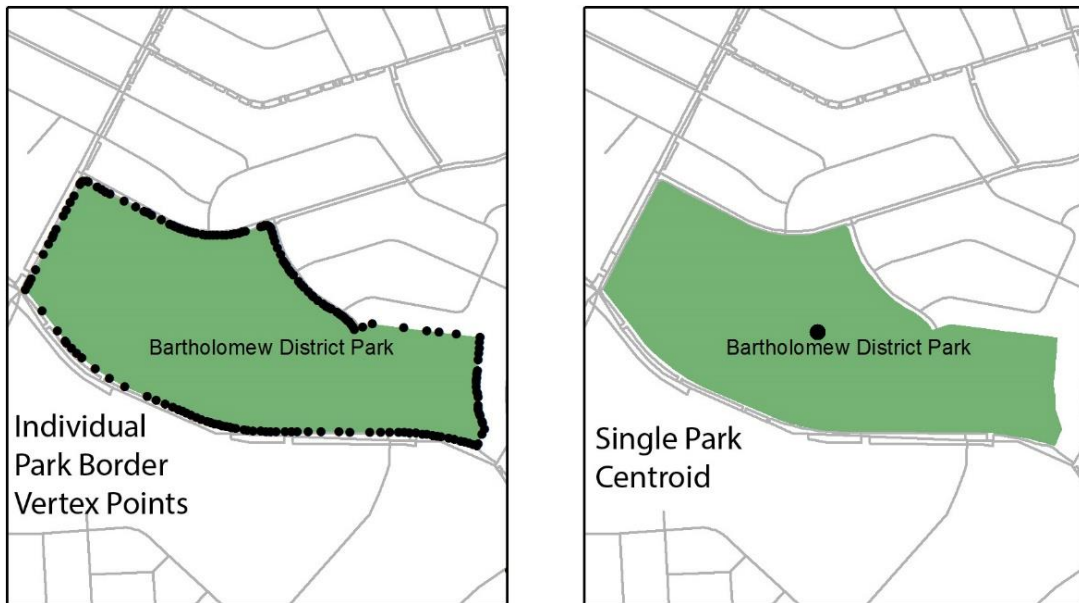 Bartholomew District Park
Individual
Park Border
Vertex Points
Bartholomew District Park
Single Park
Centroid